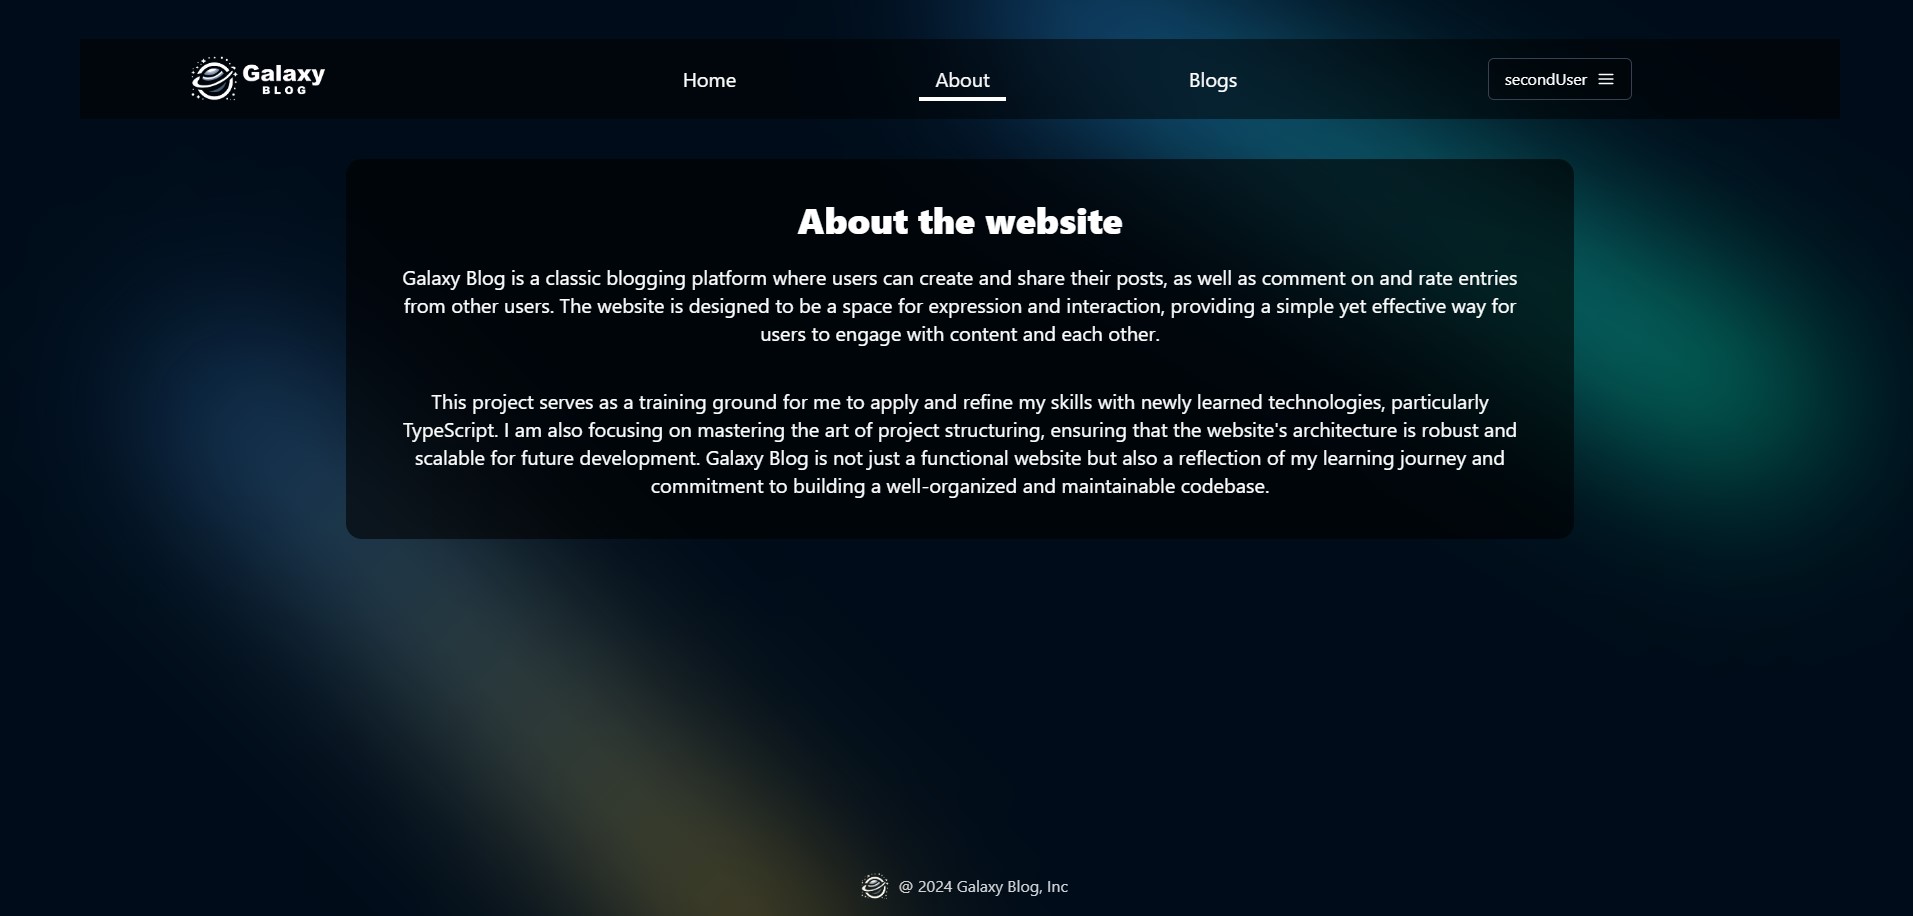 Galaxy
BLOG
Home
About
Blogs
secondUser
About the website
Galaxy Blog is a classic blogging platform where users can create and share their posts, as well as comment on and rate entries
from other users. The website is designed to be a space for expression and interaction, providing a simple yet effective way for
users to engage with content and each other.
This project serves as a training ground for me to apply and refine my skills with newly learned technologies, particularly
TypeScript. I am also focusing on mastering the art of project structuring, ensuring that the website's architecture is robust and
scalable for future development. Galaxy Blog is not just a functional website but also a reflection of my learning journey and
commitment to building a well-organized and maintainable codebase.
@ 2024 Galaxy Blog, Inc